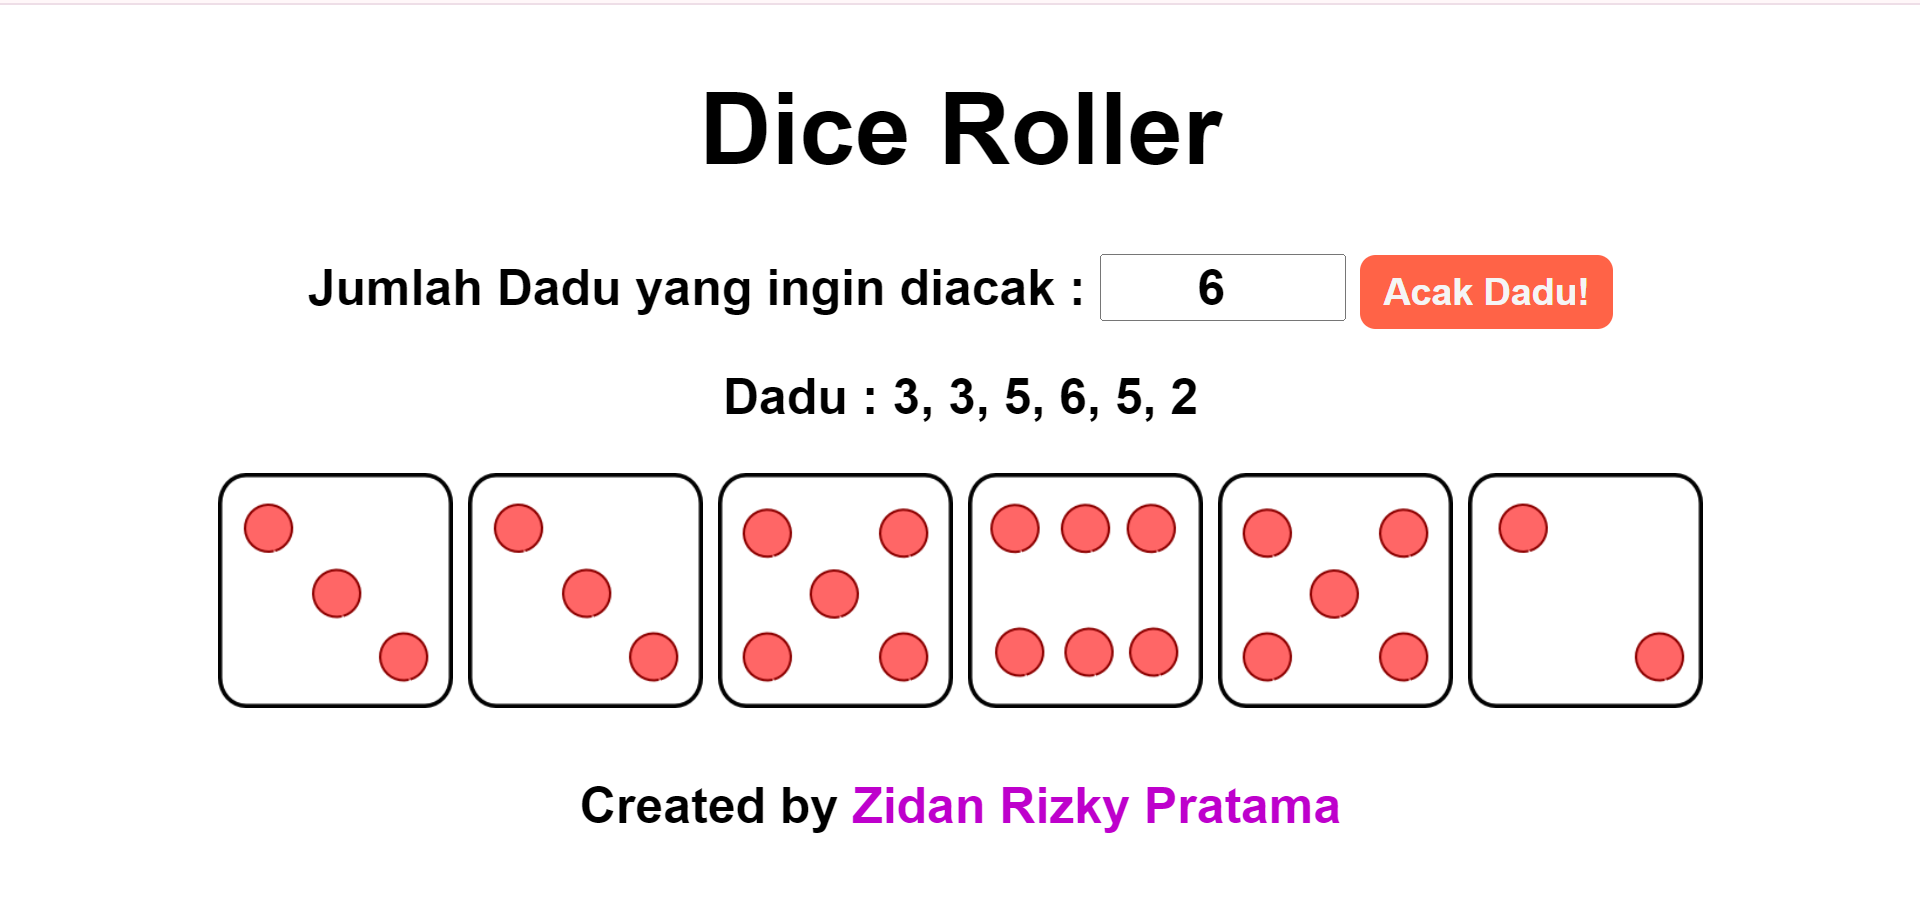 Dice Roller
Jumlah Dadu yang ingin diacak : 6 Acak Dadu!
Dadu : 3, 3, 5, 6, 5, 2
Created by Zidan Rizky Pratama